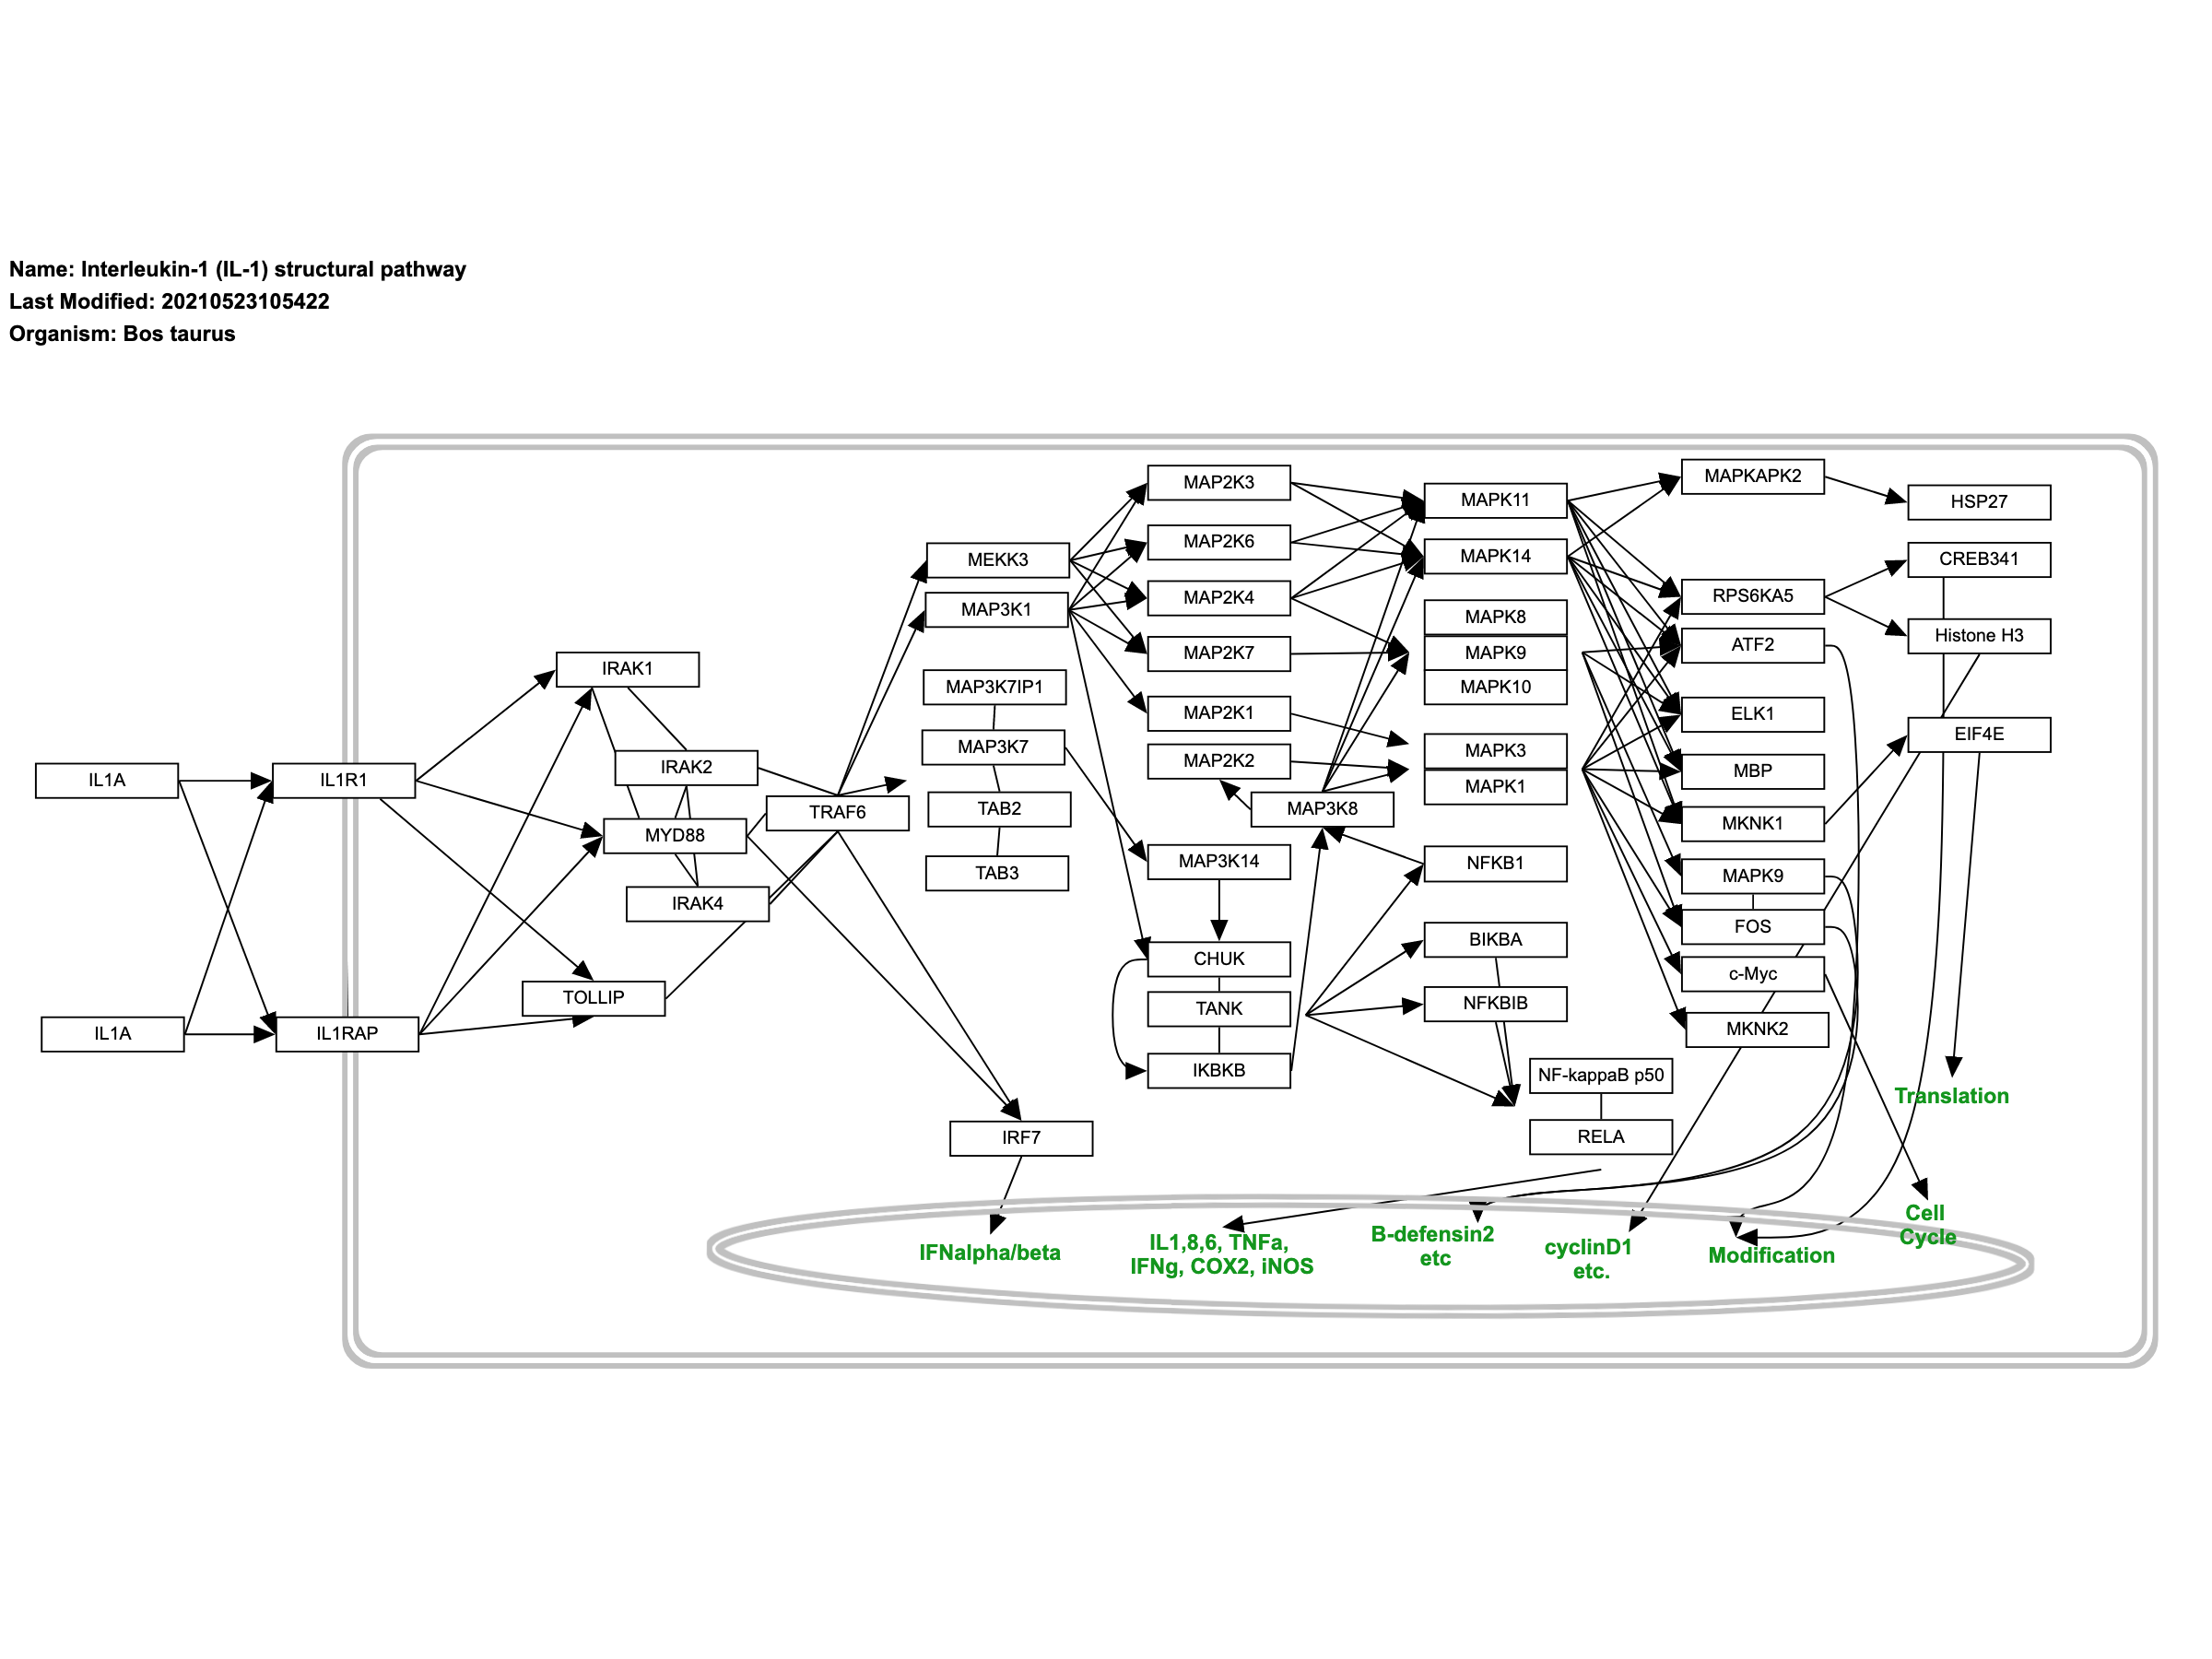 Name: Interleukin-1 (IL-1) structural pathway
Last Modified: 20210523105422
Organism: Bos taurus
IL1A
IL1A
IL1R1
IL1RAP
IRAK1
IRAK2
MYD88
IRAK4
TOLLIP
TRAF6
MEKK3
MAP3K1
MAP3K7IP1
MAP3K7
TAB2
TAB3
IRF7
MAP2K3
MAP2K6
MAP2K4
MAP2K7
MAP2K1
MAP2K2
MAP3K8
MAP3K14
CHUK
TANK
IKBKB
MAPK11
MAPK14
MAPK8
MAPK9
MAPK10
MAPK3
MAPK1
NFKB1
BIKBA
NFKBIB
NF-kappaB p50
RELA
MAPKAPK2
RPS6KA5
ATF2
ELK1
MBP
MKNK1
MAPK9
FOS
c-Myc
MKNK2
HSP27
CREB341
Histone H3
EIF4E
Translation
Cell
Cycle
IFNalpha/beta
IL1,8,6, TNFa,
IFNg, COX2, iNOS
B-defensin2
etc
cyclinD1
etc.
Modification